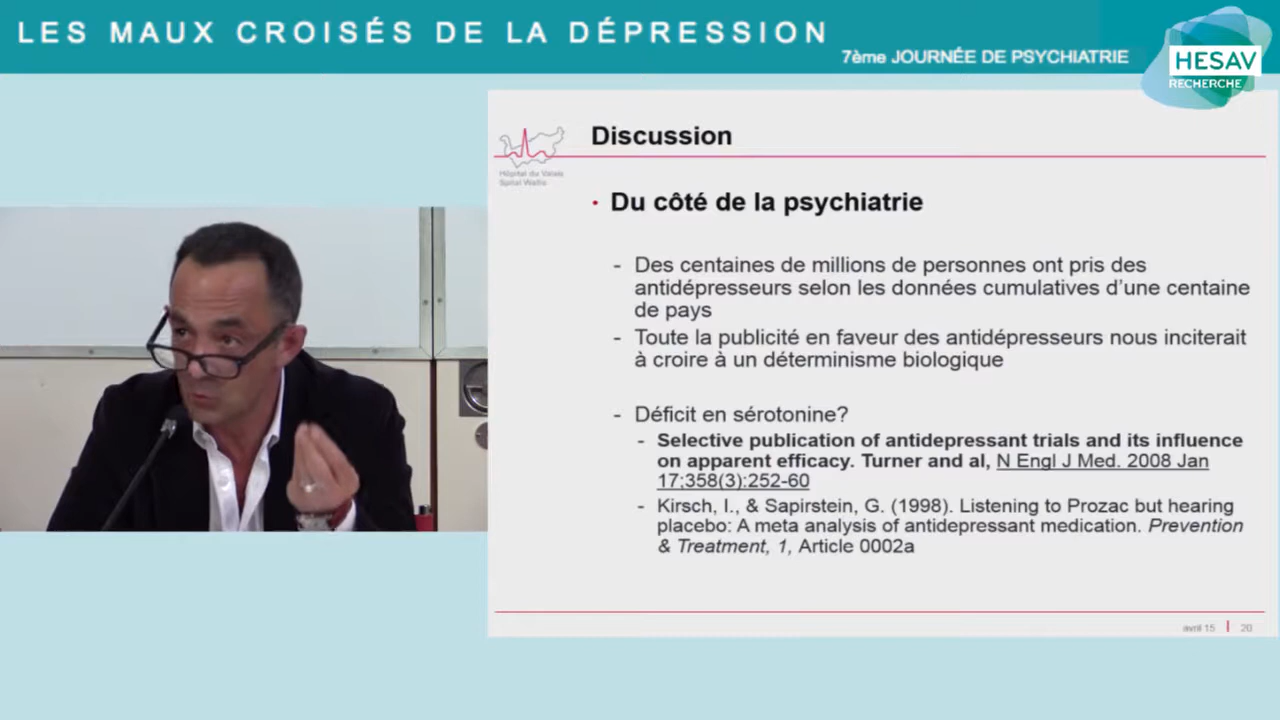 LES MAUX CROISÉS DE LA DÉPRESSION
7ème JOURNÉE DE PSYCHIATRIE
HESAV
RECHERCHE
Discussion
Hôpital du Valais
Spital Wallis
• Du côté de la psychiatrie
- Des centaines de millions de personnes ont pris des
antidépresseurs selon les données cumulatives d'une centaine
de pays
- Toute la publicité en faveur des antidépresseurs nous inciterait
à croire à un déterminisme biologique
- Déficit en sérotonine?
- Selective publication of antidepressant trials and its influence
on apparent efficacy. Turner and al, N Engl J Med. 2008 Jan
17;358(3):252-60
- Kirsch, I., & Sapirstein, G. (1998). Listening to Prozac but hearing
placebo: A meta analysis of antidepressant medication. Prevention
& Treatment, 1, Article 0002a
avril 15 | 20